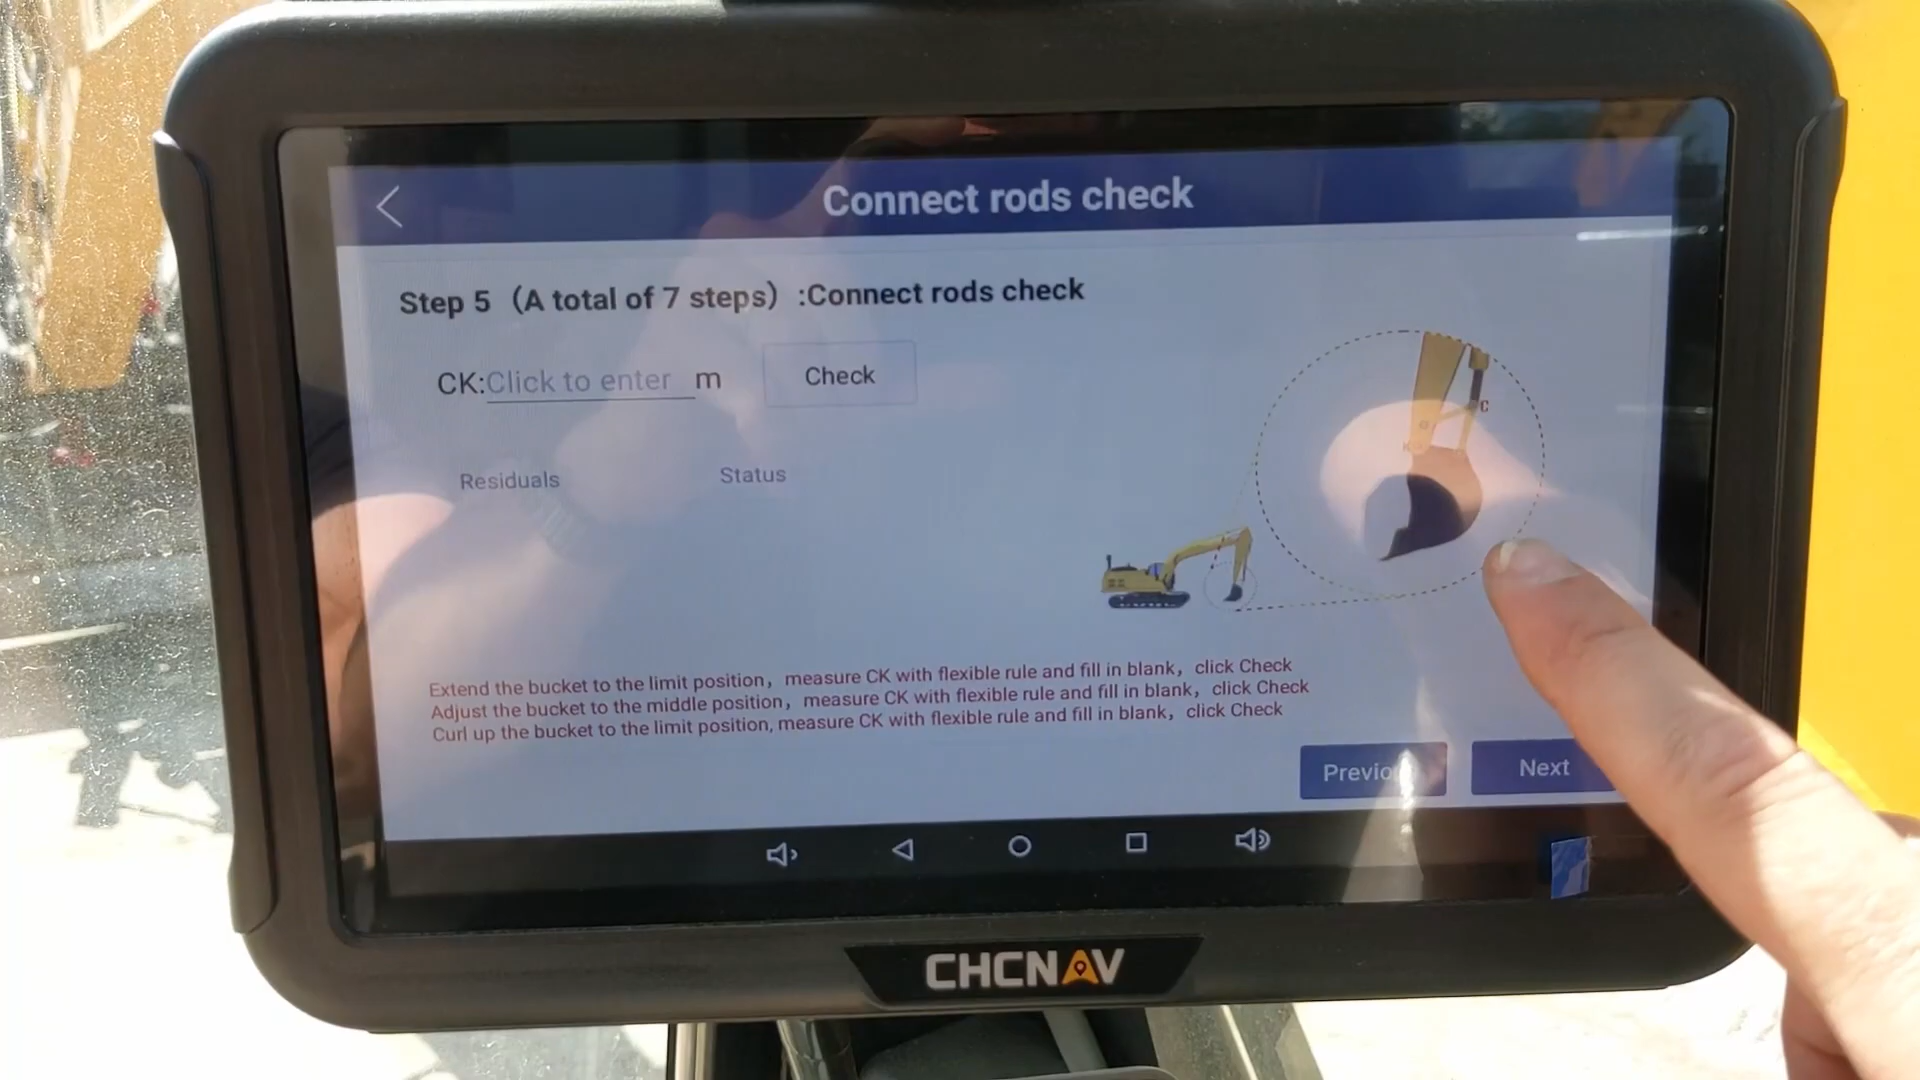 Connect rods check
Step 5（A total of 7 steps）:Connect rods check
CK:Click to enter m
Check
C
K
Residuals
Status
Extend the bucket to the limit position，measure CK with flexible rule and fill in blank，click Check
Adjust the bucket to the middle position，measure CK with flexible rule and fill in blank，click Check
Curl up the bucket to the limit position, measure CK with flexible rule and fill in blank，click Check
Next
CHCNAV